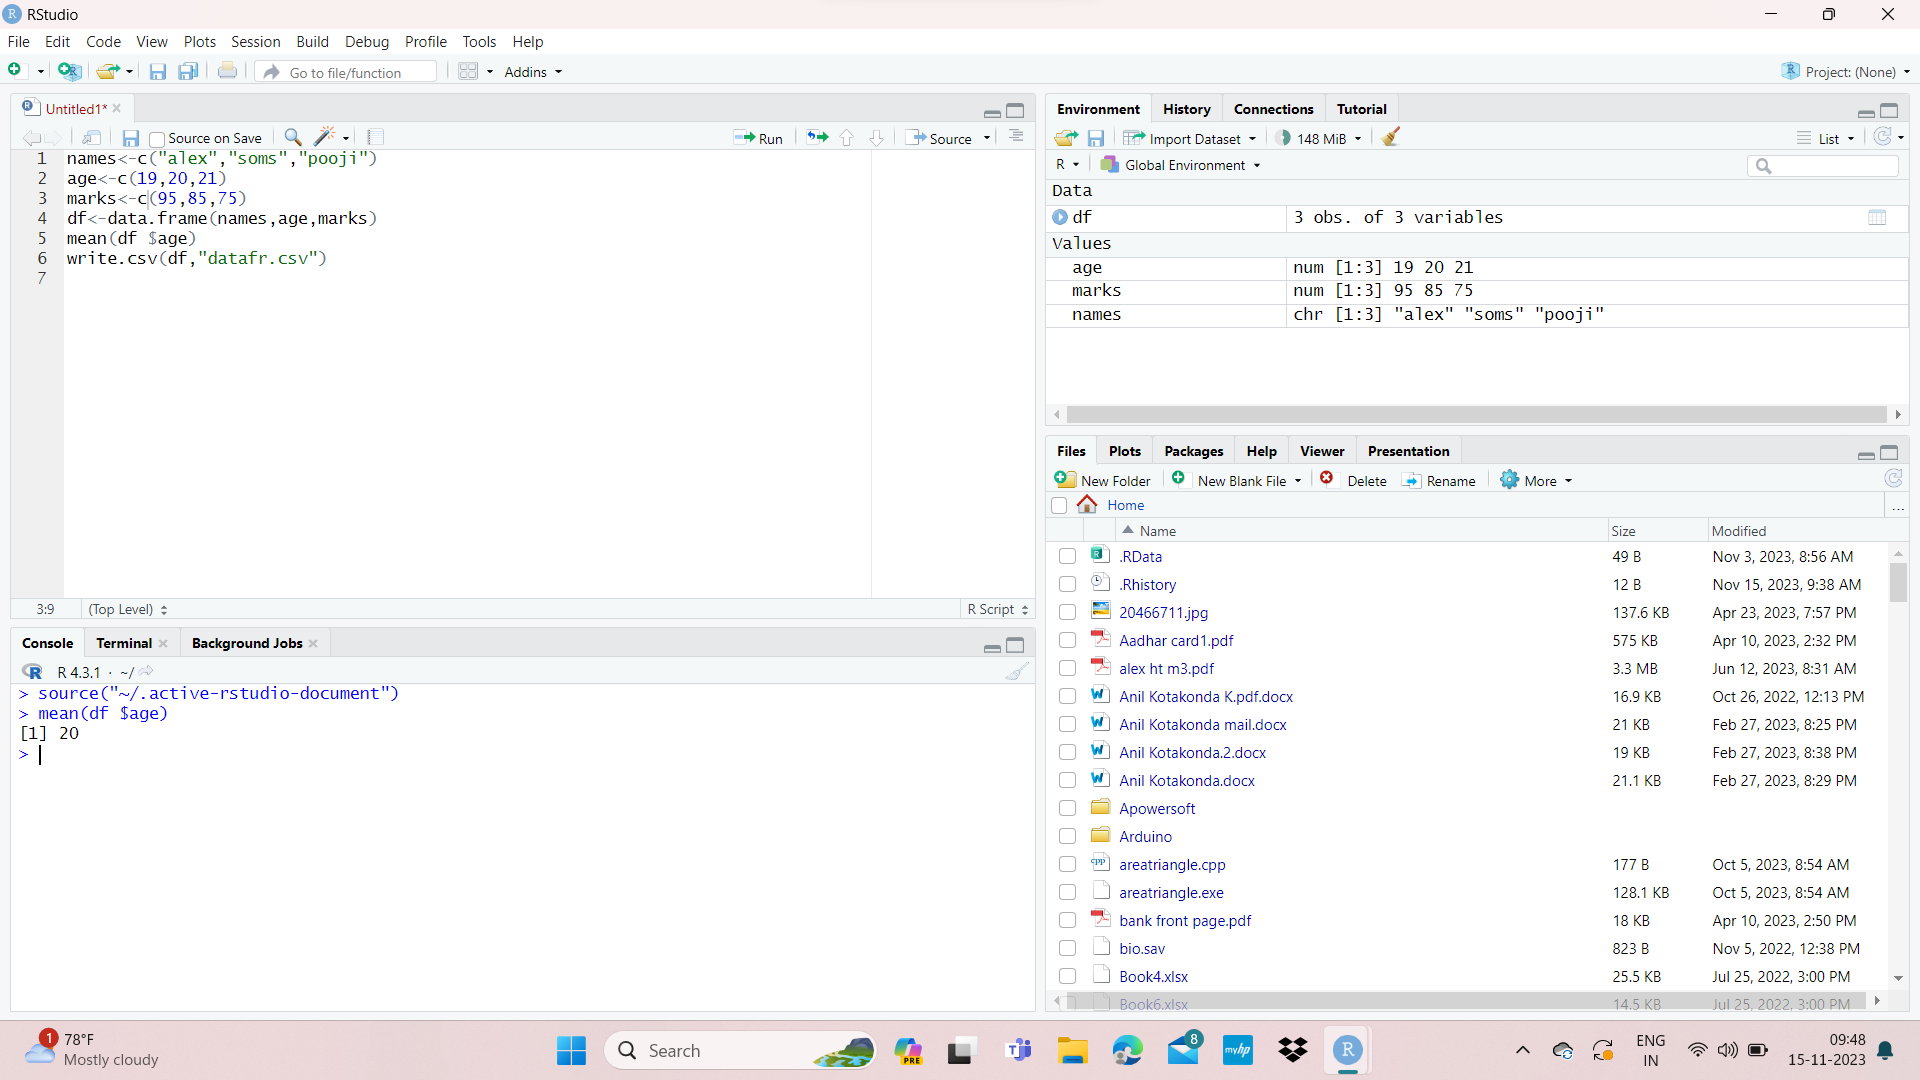 RStudio
File Edit Code View Plots Session Build Debug Profile Tools Help
Go to file/function Addins Project: (None)
Untitled1*
Source on Save Run Source
1 names<-c("alex","soms","pooji")
2 age<-c(19,20,21)
3 marks<-c(95,85,75)
4 df<-data.frame(names,age,marks)
5 mean(df $age)
6 write.csv(df,"datafr.csv")
7
3:9 (Top Level) R Script
Console Terminal Background Jobs
R 4.3.1 · ~/
> source("~/.active-rstudio-document")
> mean(df $age)
[1] 20
>
Environment History Connections Tutorial
Import Dataset 148 MiB List
R Global Environment
Data
df 3 obs. of 3 variables
Values
age num [1:3] 19 20 21
marks num [1:3] 95 85 75
names chr [1:3] "alex" "soms" "pooji"
Files Plots Packages Help Viewer Presentation
New Folder New Blank File Delete Rename More
Home ...
Name Size Modified
.RData 49 B Nov 3, 2023, 8:56 AM
.Rhistory 12 B Nov 15, 2023, 9:38 AM
20466711.jpg 137.6 KB Apr 23, 2023, 7:57 PM
Aadhar card1.pdf 575 KB Apr 10, 2023, 2:32 PM
alex ht m3.pdf 3.3 MB Jun 12, 2023, 8:31 AM
Anil Kotakonda K.pdf.docx 16.9 KB Oct 26, 2022, 12:13 PM
Anil Kotakonda mail.docx 21 KB Feb 27, 2023, 8:25 PM
Anil Kotakonda.2.docx 19 KB Feb 27, 2023, 8:38 PM
Anil Kotakonda.docx 21.1 KB Feb 27, 2023, 8:29 PM
Apowersoft
Arduino
areatriangle.cpp 177 B Oct 5, 2023, 8:54 AM
areatriangle.exe 128.1 KB Oct 5, 2023, 8:54 AM
bank front page.pdf 18 KB Apr 10, 2023, 2:50 PM
bio.sav 823 B Nov 5, 2022, 12:38 PM
Book4.xlsx 25.5 KB Jul 25, 2022, 3:00 PM
Book6.xlsx 14.5 KB Jul 25, 2022, 3:00 PM
1 78°F
Mostly cloudy
Search PRE 8 myhp R
ENG
IN
09:48
15-11-2023